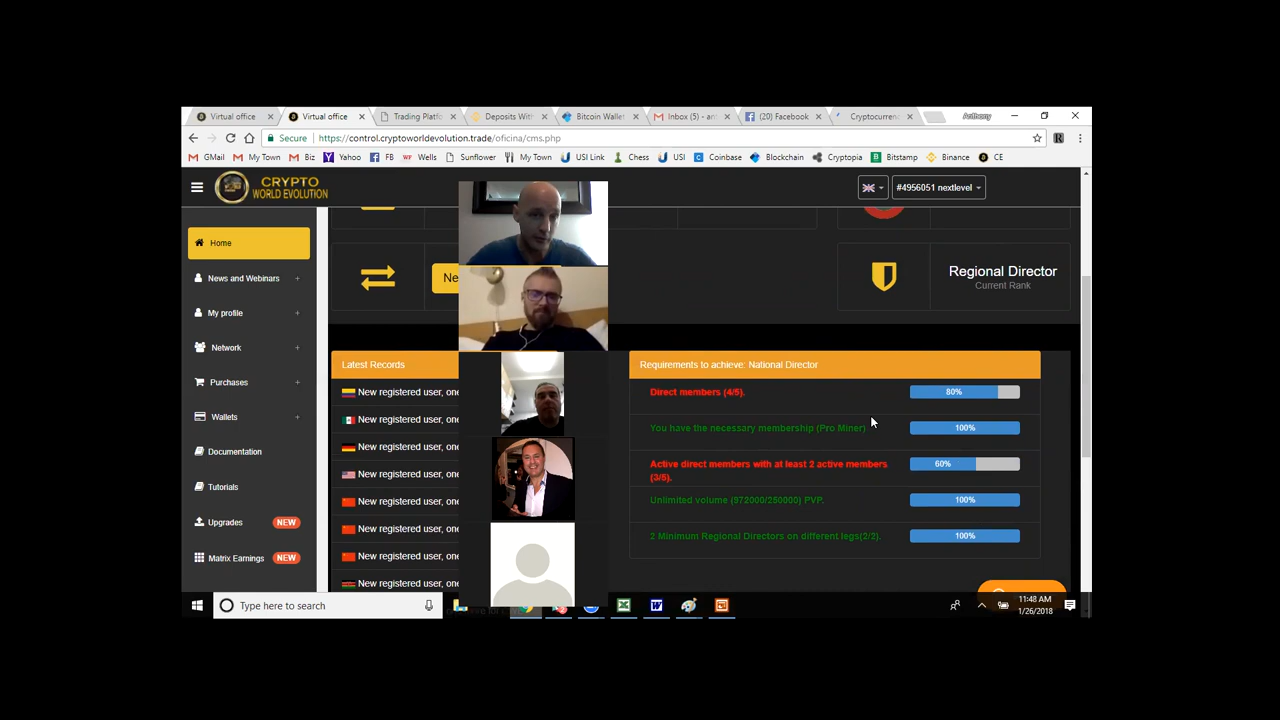 Virtual office
Virtual office
Trading Platfo
Deposits With
Bitcoin Wallet
Inbox (5) - an
(20) Facebook
Cryptocurrenc
Anthony
Secure
https://control.cryptoworldevolution.trade/oficina/cms.php
GMail
My Town
Biz
Yahoo
FB
Wells
Sunflower
My Town
USI Link
Chess
USI
Coinbase
Blockchain
Cryptopia
Bitstamp
Binance
CE
CRYPTO
WORLD EVOLUTION
#4956051 nextlevel
Home
News and Webinars +
My profile +
Network +
Purchases +
Wallets +
Documentation
Tutorials
Upgrades NEW
Matrix Earnings NEW
Ne
Regional Director
Current Rank
Latest Records
New registered user, one
New registered user, one
New registered user, one
New registered user, one
New registered user, one
New registered user, one
New registered user, one
New registered user, one
Requirements to achieve: National Director
Direct members (4/5). 80%
You have the necessary membership (Pro Miner) 100%
Active direct members with at least 2 active members 60%
(3/5).
Unlimited volume (972000/250000) PVP. 100%
2 Minimum Regional Directors on different legs(2/2). 100%
Type here to search
11:48 AM
1/26/2018